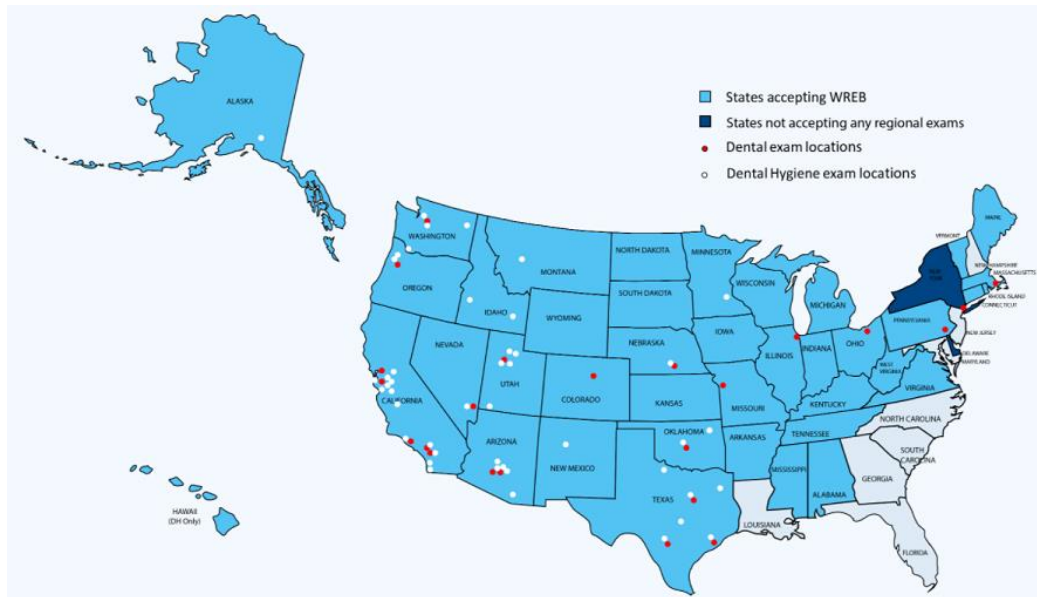 ALASKA
States accepting WREB
States not accepting any regional exams
Dental exam locations
Dental Hygiene exam locations
MAINE
VERMONT
NEW HAMPSHIRE
MASSACHUSETTS
RHODE ISLAND
CONNECTICUT
NEW
YORK
WASHINGTON
MONTANA
NORTH DAKOTA
MINNESOTA
WISCONSIN
MICHIGAN
OREGON
IDAHO
SOUTH DAKOTA
WYOMING
IOWA
NEBRASKA
ILLINOIS
INDIANA
OHIO
PENNSYLVANIA
NEW JERSEY
DELAWARE
MARYLAND
WEST
VIRGINIA
VIRGINIA
NEVADA
UTAH
COLORADO
KANSAS
MISSOURI
KENTUCKY
CALIFORNIA
NORTH CAROLINA
TENNESSEE
SOUTH
CAROLINA
ARIZONA
NEW MEXICO
OKLAHOMA
ARKANSAS
MISSISSIPPI
ALABAMA
GEORGIA
TEXAS
LOUISIANA
FLORIDA
HAWAII
(DH Only)